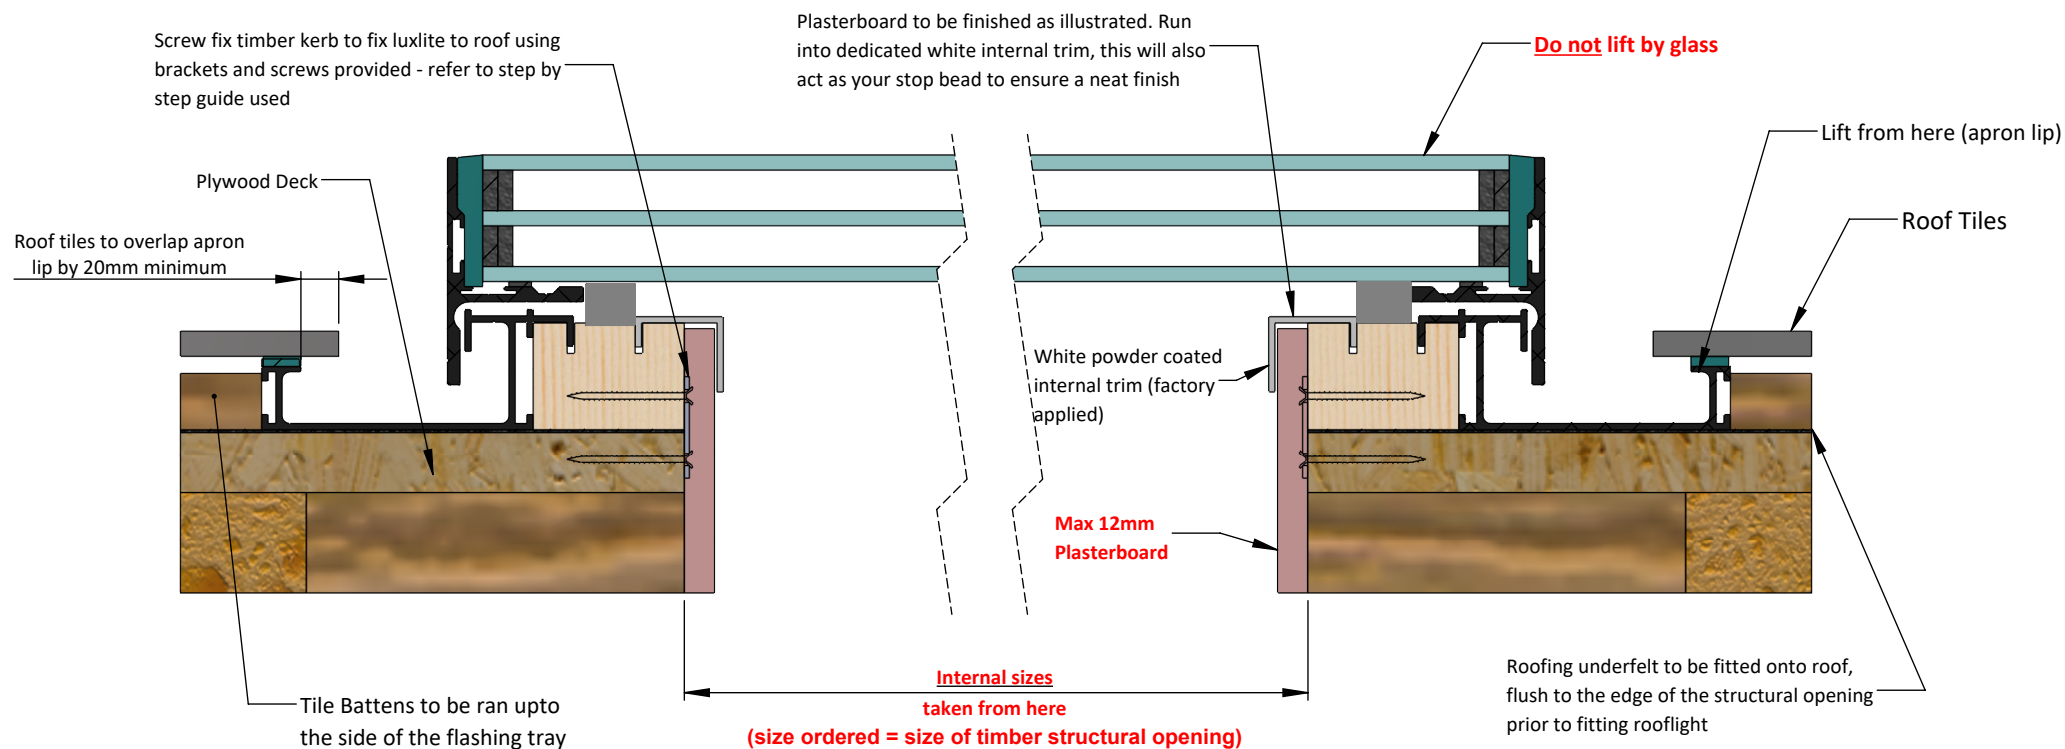 Screw fix timber kerb to fix luxlite to roof using
brackets and screws provided - refer to step by
step guide used
Plasterboard to be finished as illustrated. Run
into dedicated white internal trim, this will also
act as your stop bead to ensure a neat finish
Do not lift by glass
Lift from here (apron lip)
Plywood Deck
Roof Tiles
Roof tiles to overlap apron
lip by 20mm minimum
White powder coated
internal trim (factory
applied)
Max 12mm
Plasterboard
Internal sizes
taken from here
(size ordered = size of timber structural opening)
Tile Battens to be ran upto
the side of the flashing tray
Roofing underfelt to be fitted onto roof,
flush to the edge of the structural opening
prior to fitting rooflight